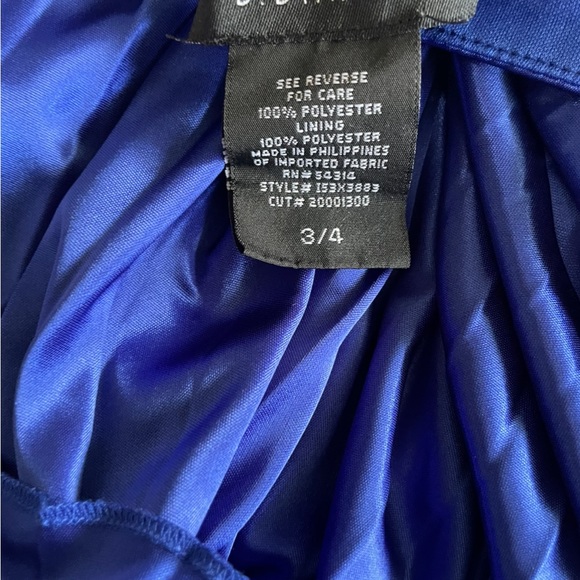 SEE REVERSE
FOR CARE
100% POLYESTER
LINING
100% POLYESTER
MADE IN PHILIPPINES
OF IMPORTED FABRIC
RN# 54314
STYLE# I53X3883
CUT# 20001300
3/4